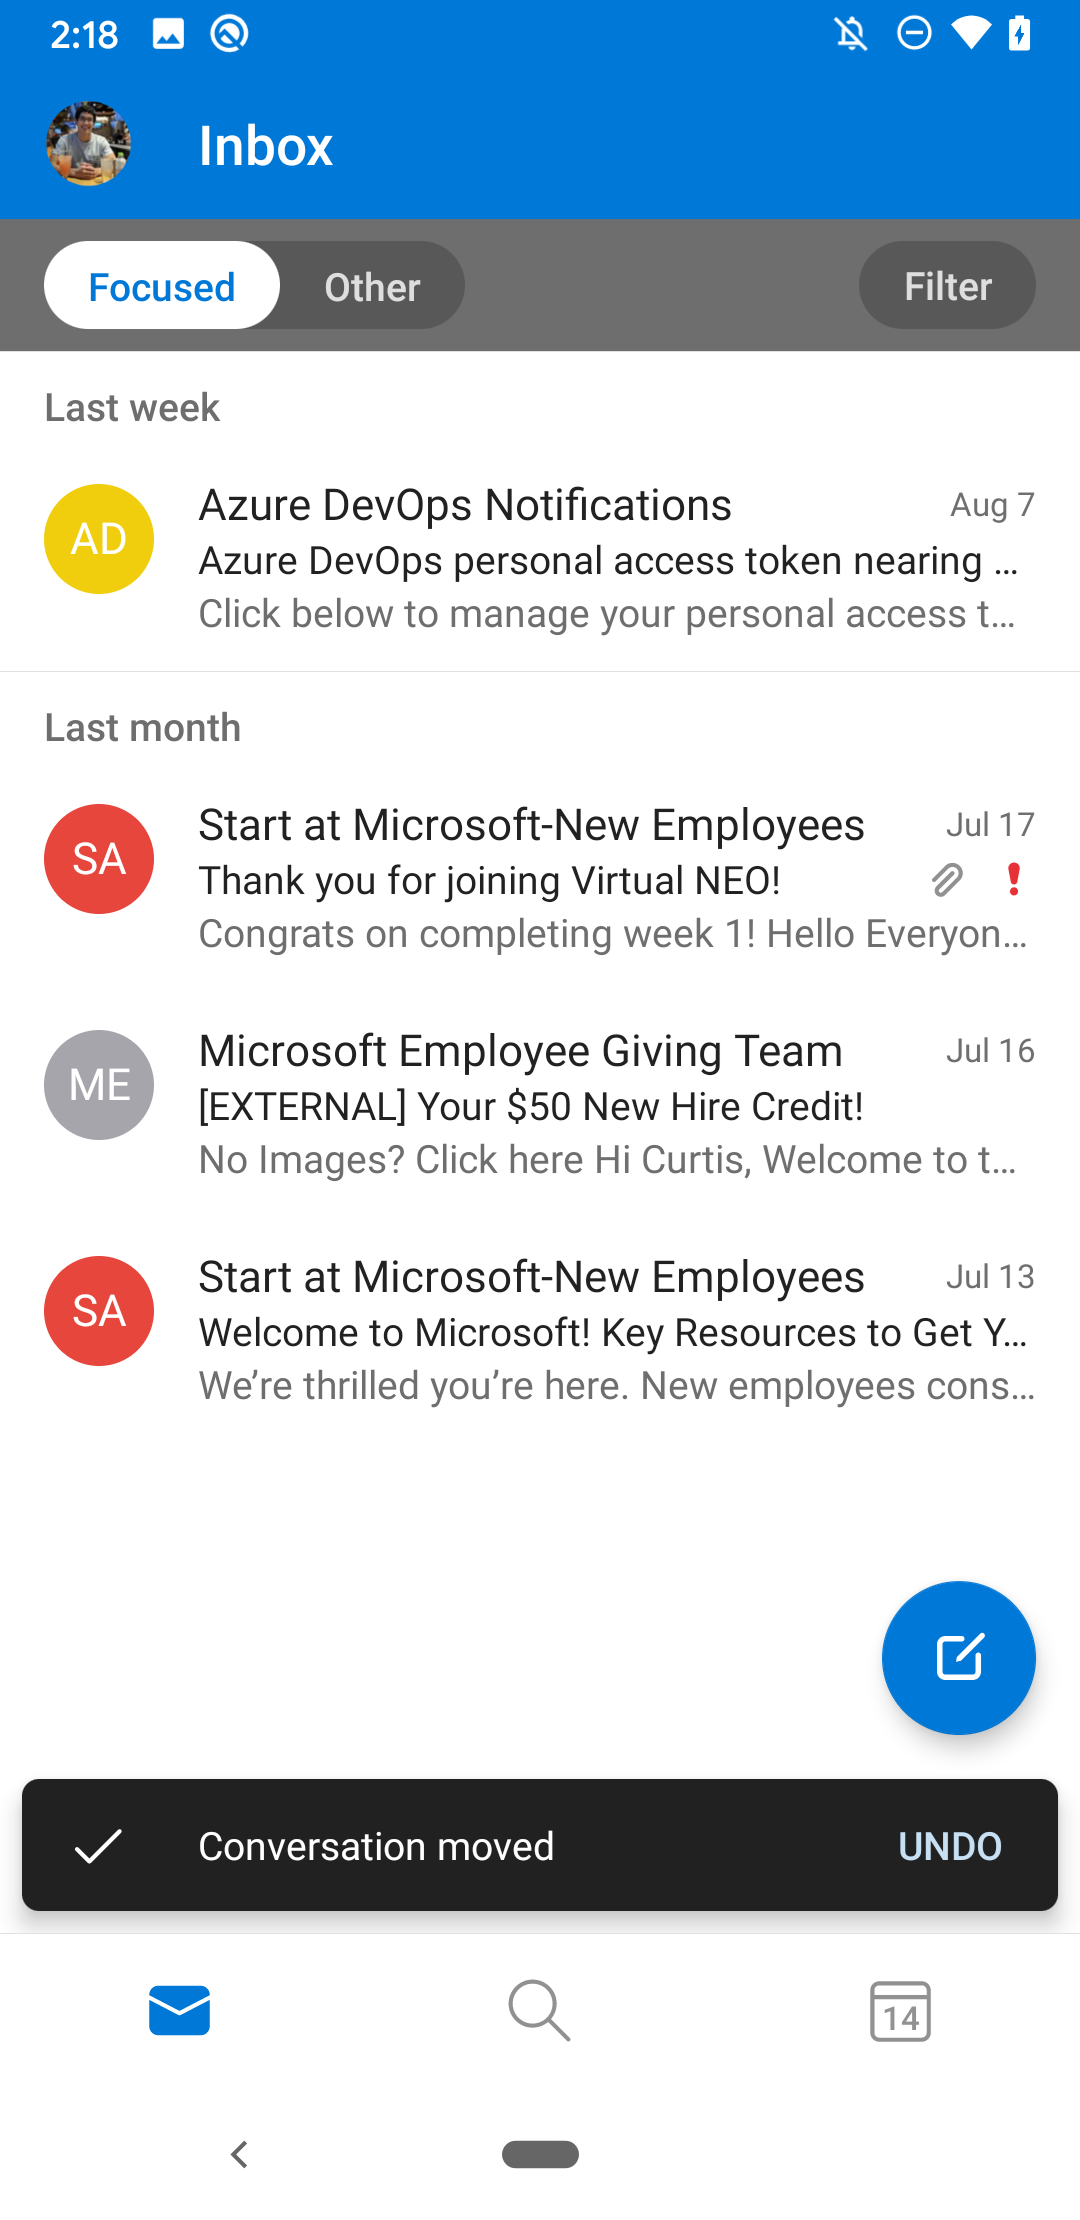 2:18
Inbox
Focused
Other
Filter
Last week
AD
Azure DevOps Notifications
Aug 7
Azure DevOps personal access token nearing ...
Click below to manage your personal access t...
Last month
SA
Start at Microsoft-New Employees
Jul 17
Thank you for joining Virtual NEO!
Congrats on completing week 1! Hello Everyon...
ME
Microsoft Employee Giving Team
Jul 16
[EXTERNAL] Your $50 New Hire Credit!
No Images? Click here Hi Curtis, Welcome to t...
SA
Start at Microsoft-New Employees
Jul 13
Welcome to Microsoft! Key Resources to Get Y...
We’re thrilled you’re here. New employees cons...
Conversation moved
UNDO
14